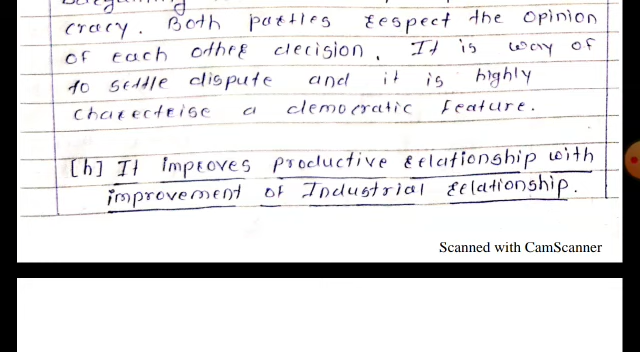 cracy. Both parties respect the opinion
of each other decision. It is way of
to settle dispute and it is highly
charecterise a democratic feature.
[h] It improves productive relationship with
improvement of Industrial relationship.
Scanned with CamScanner